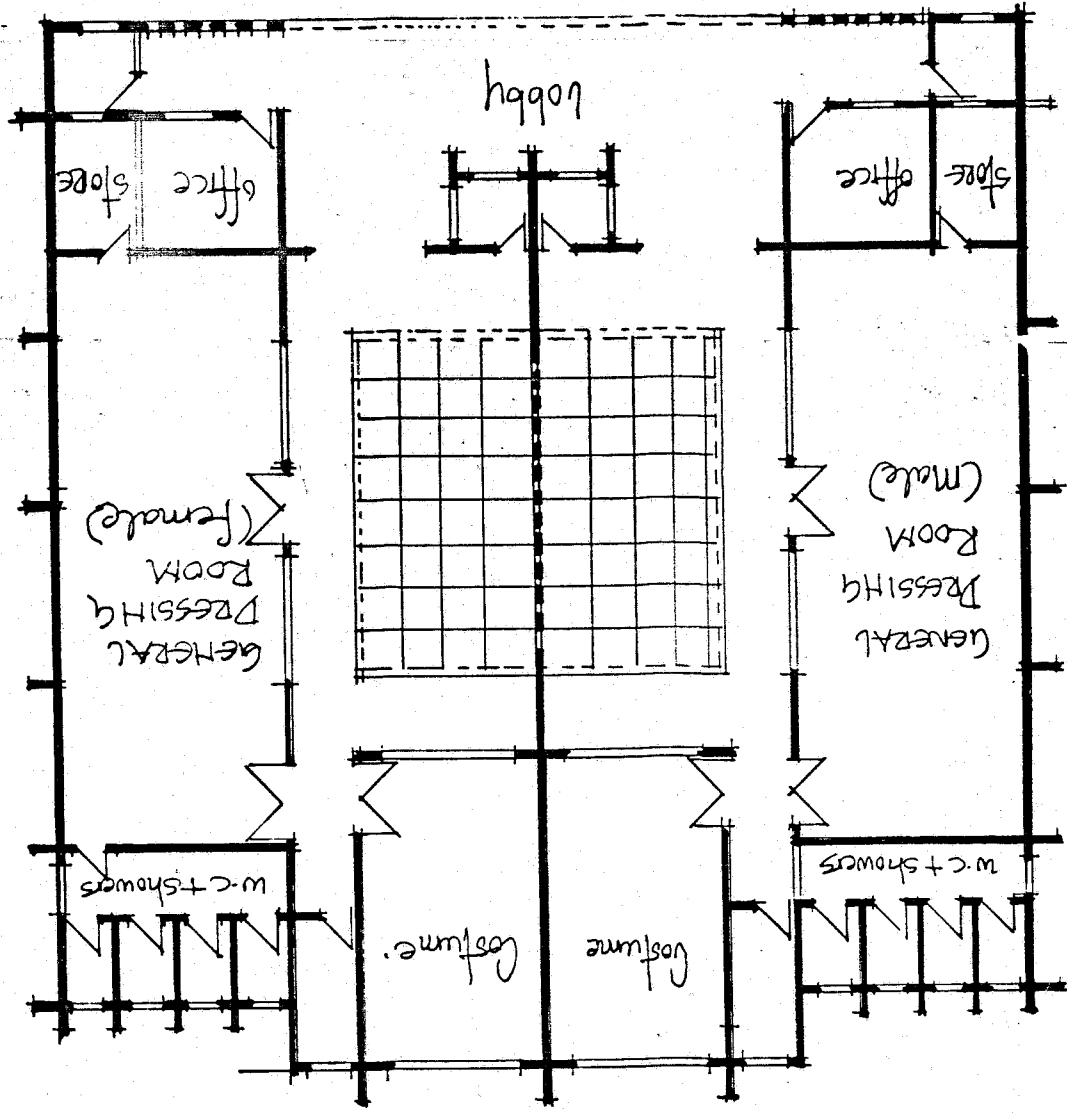 Costume
Costume
w.c + showers
w.c + showers
GENERAL
DRESSING
ROOM
(Male)
GENERAL
DRESSING
ROOM
(Female)
store
office
office
store
Lobby